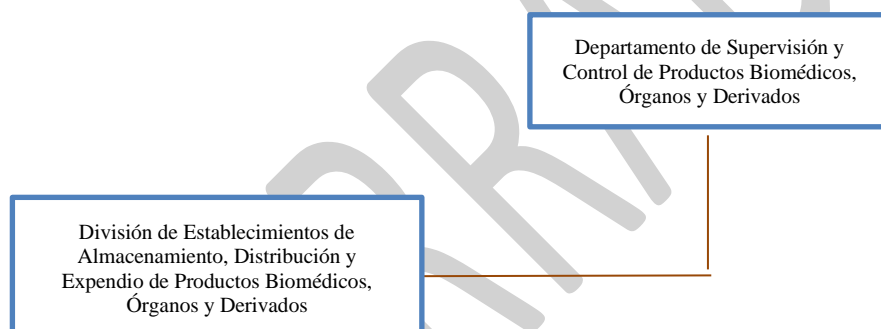 Departamento de Supervisión y
Control de Productos Biomédicos,
Órganos y Derivados
División de Establecimientos de
Almacenamiento, Distribución y
Expendio de Productos Biomédicos,
Órganos y Derivados